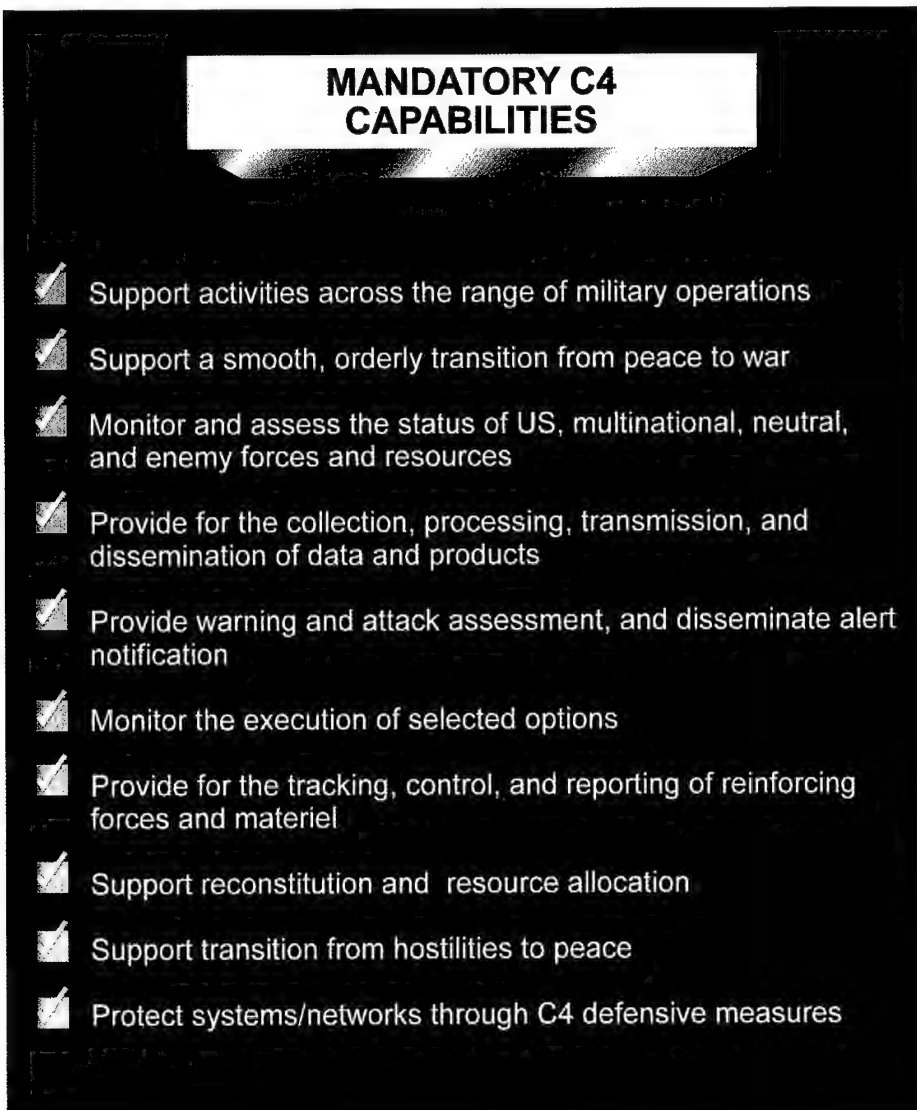 MANDATORY C4
CAPABILITIES
Support activities across the range of military operations
Support a smooth, orderly transition from peace to war
Monitor and assess the status of US, multinational, neutral,
and enemy forces and resources
Provide for the collection, processing, transmission, and
dissemination of data and products
Provide warning and attack assessment, and disseminate alert
notification
Monitor the execution of selected options
Provide for the tracking, control, and reporting of reinforcing
forces and materiel
Support reconstitution and resource allocation
Support transition from hostilities to peace
Protect systems/networks through C4 defensive measures